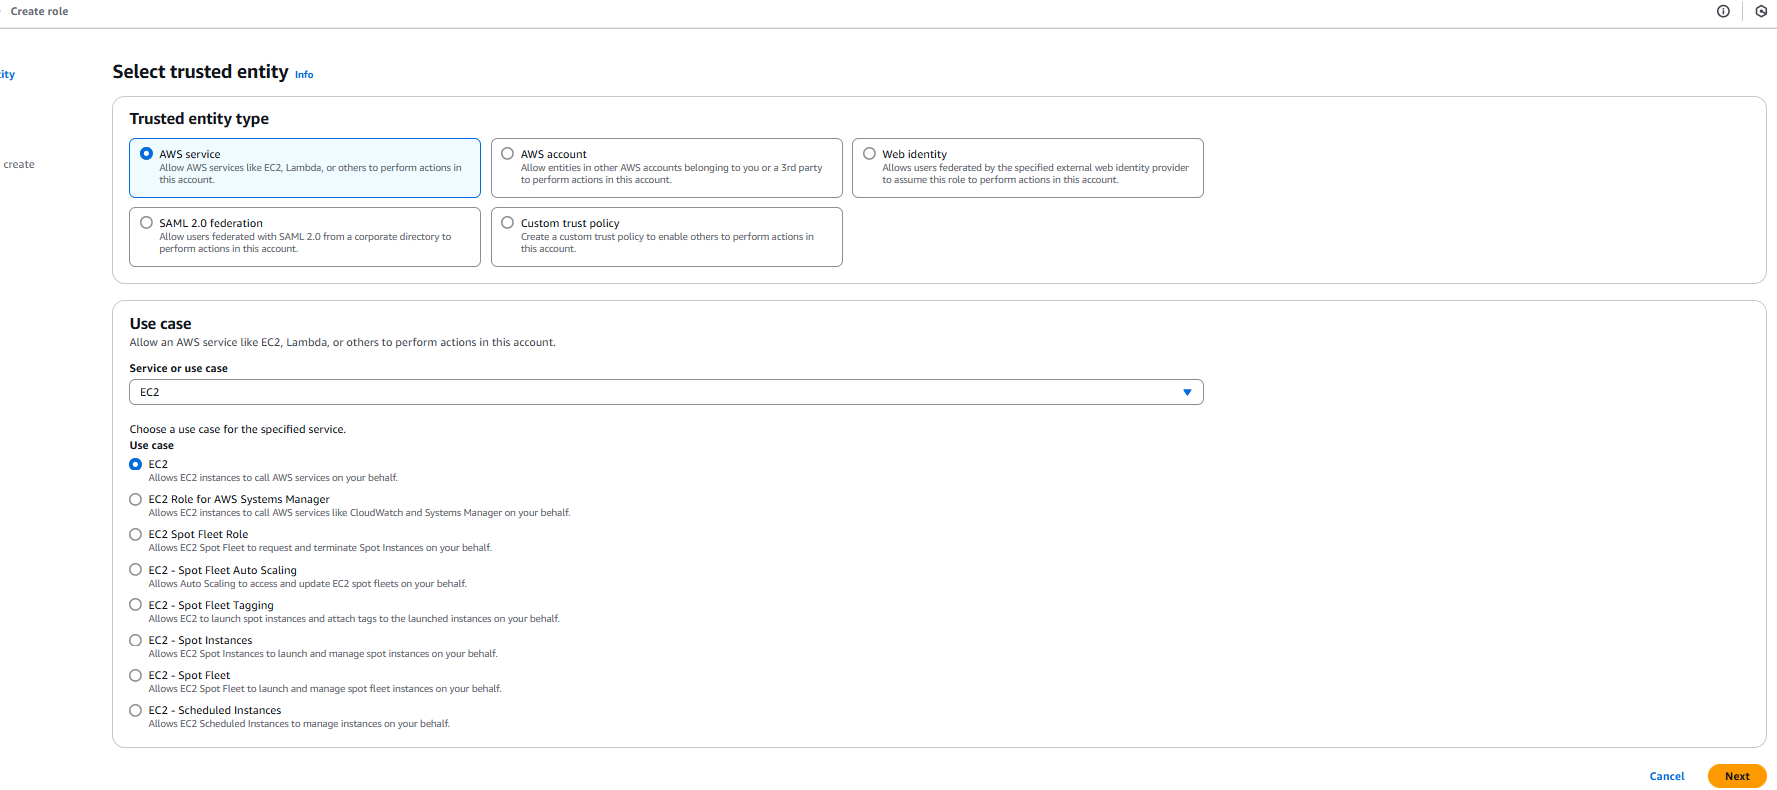 Create role
ity
create
Select trusted entity Info
Trusted entity type
AWS service
Allow AWS services like EC2, Lambda, or others to perform actions in
this account.
AWS account
Allow entities in other AWS accounts belonging to you or a 3rd party
to perform actions in this account.
Web identity
Allows users federated by the specified external web identity provider
to assume this role to perform actions in this account.
SAML 2.0 federation
Allow users federated with SAML 2.0 from a corporate directory to
perform actions in this account.
Custom trust policy
Create a custom trust policy to enable others to perform actions in
this account.
Use case
Allow an AWS service like EC2, Lambda, or others to perform actions in this account.
Service or use case
EC2
Choose a use case for the specified service.
Use case
EC2
Allows EC2 instances to call AWS services on your behalf.
EC2 Role for AWS Systems Manager
Allows EC2 instances to call AWS services like CloudWatch and Systems Manager on your behalf.
EC2 Spot Fleet Role
Allows EC2 Spot Fleet to request and terminate Spot Instances on your behalf.
EC2 - Spot Fleet Auto Scaling
Allows Auto Scaling to access and update EC2 spot fleets on your behalf.
EC2 - Spot Fleet Tagging
Allows EC2 to launch spot instances and attach tags to the launched instances on your behalf.
EC2 - Spot Instances
Allows EC2 Spot Instances to launch and manage spot instances on your behalf.
EC2 - Spot Fleet
Allows EC2 Spot Fleet to launch and manage spot fleet instances on your behalf.
EC2 - Scheduled Instances
Allows EC2 Scheduled Instances to manage instances on your behalf.
Cancel
Next